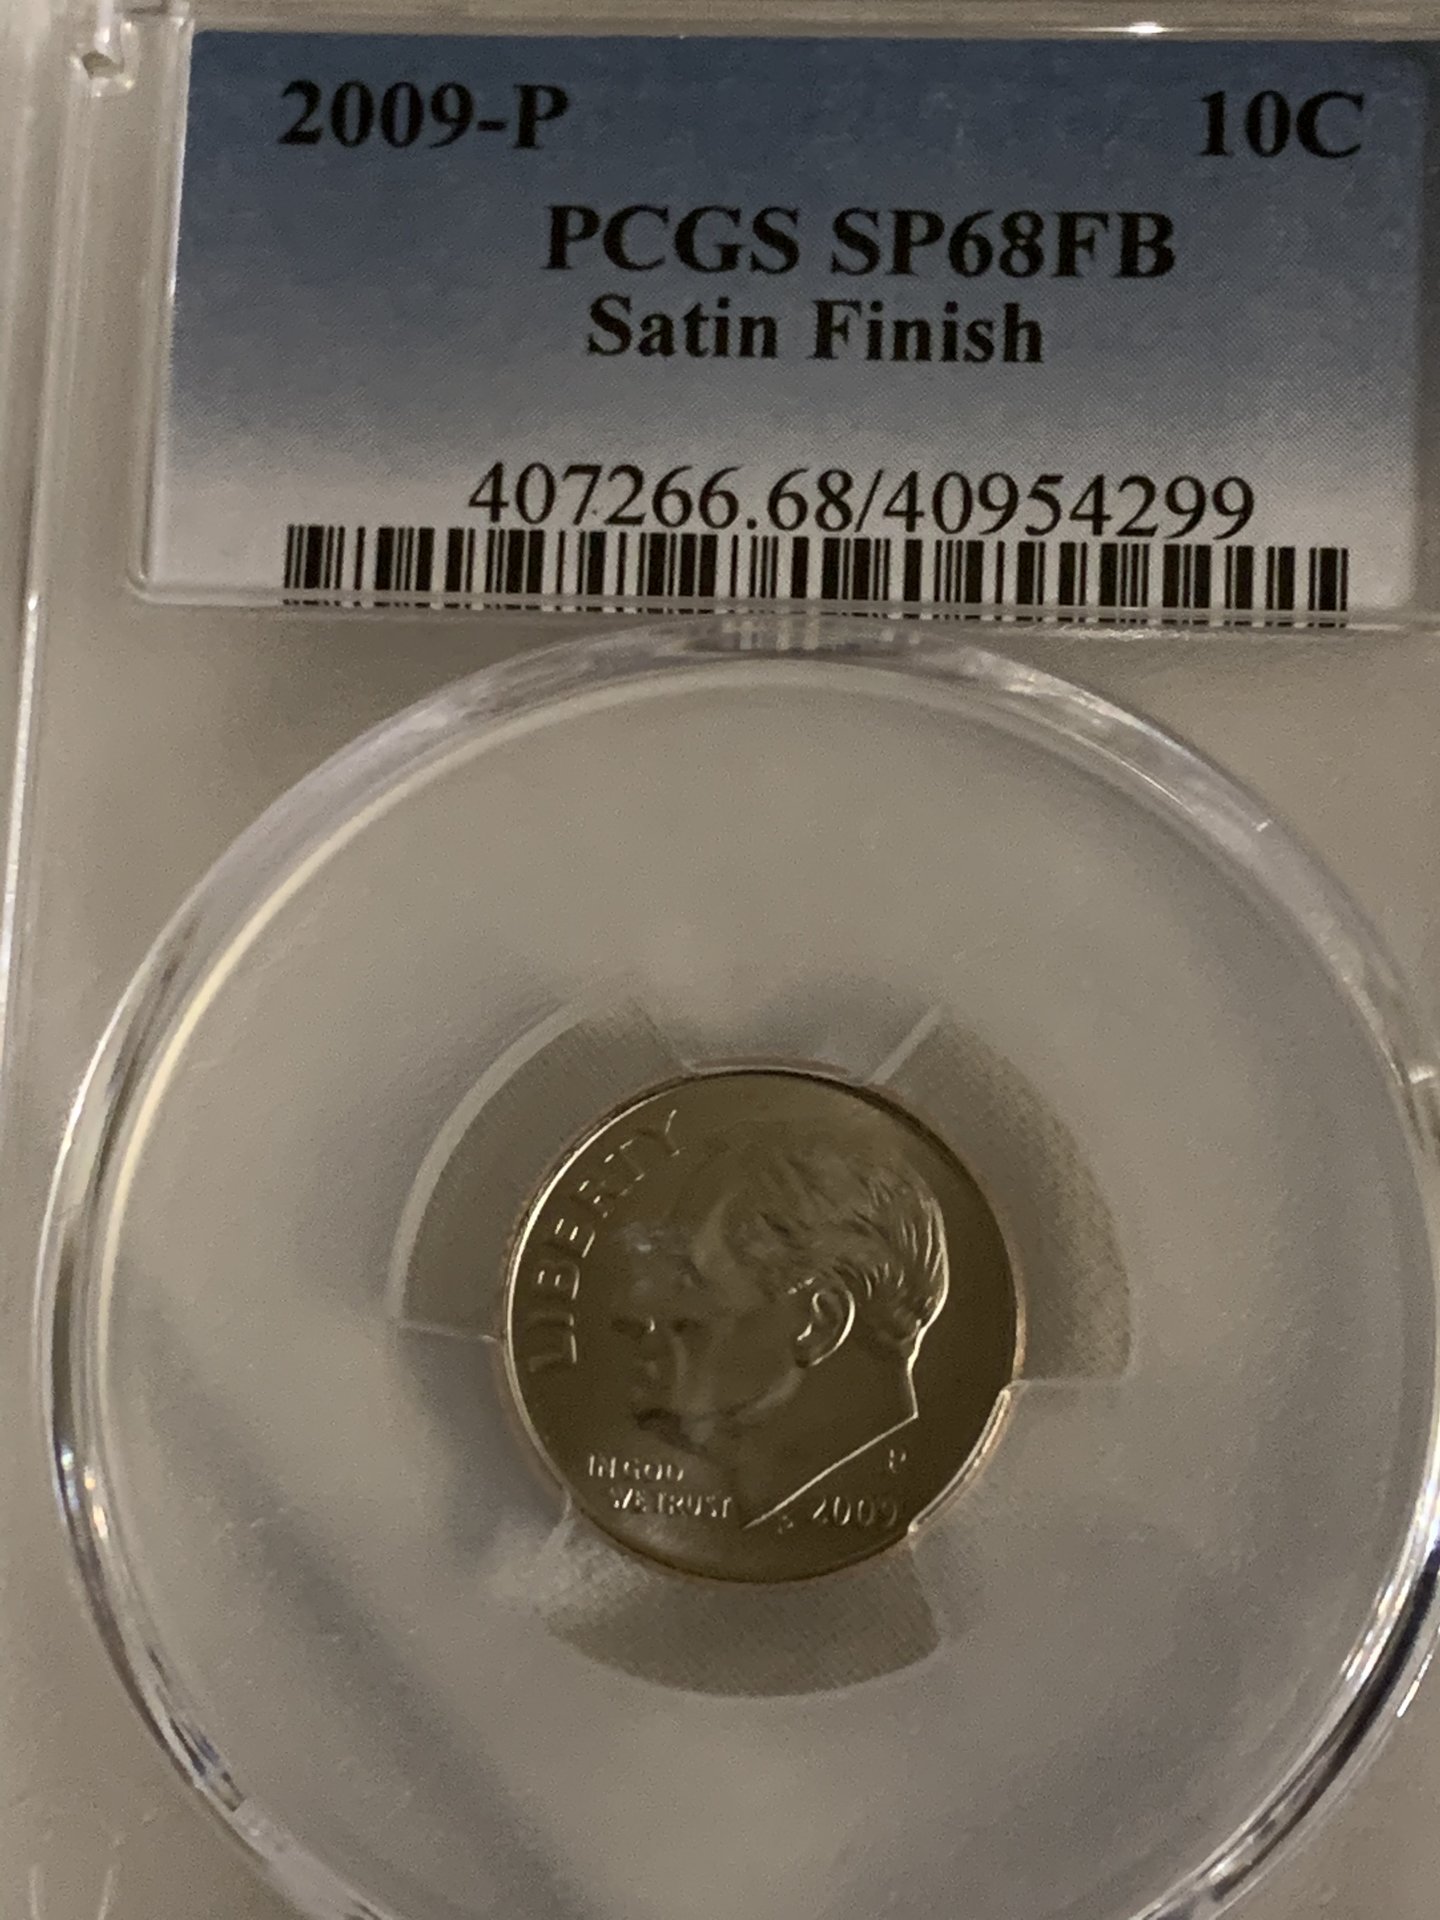 2009-P 10C
PCGS SP68FB
Satin Finish
407266.68/40954299
LIBERTY
IN GOD
WE TRUST
P
2009